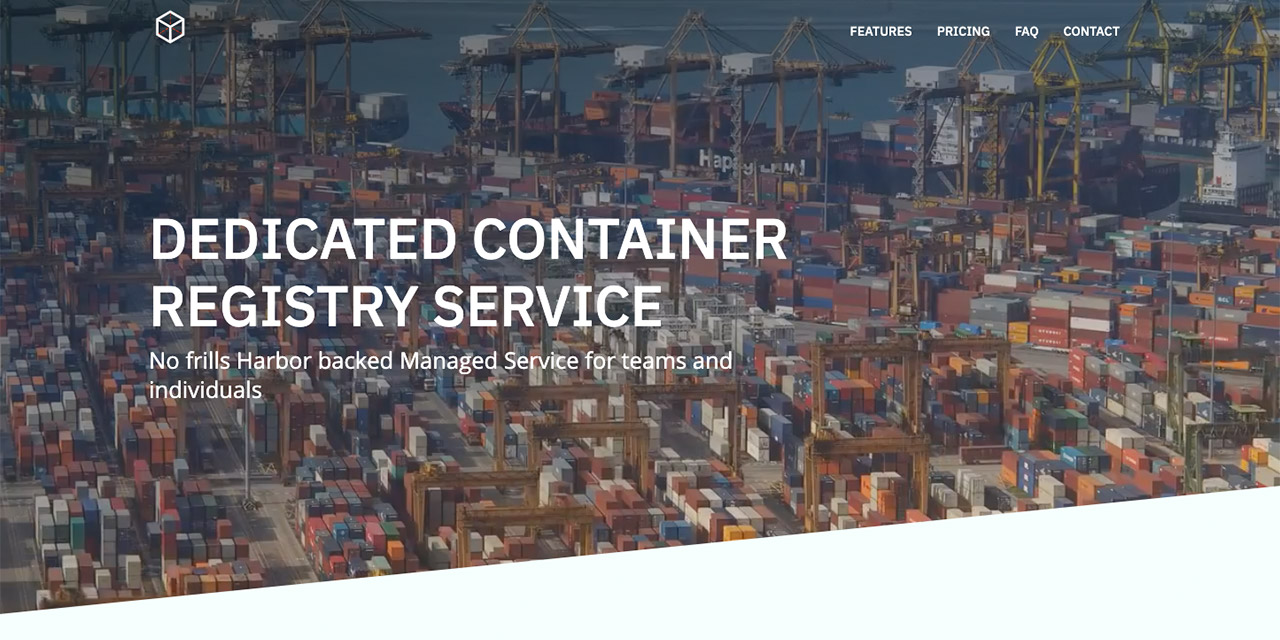 FEATURES PRICING FAQ CONTACT
DEDICATED CONTAINER
REGISTRY SERVICE
No frills Harbor backed Managed Service for teams and
individuals